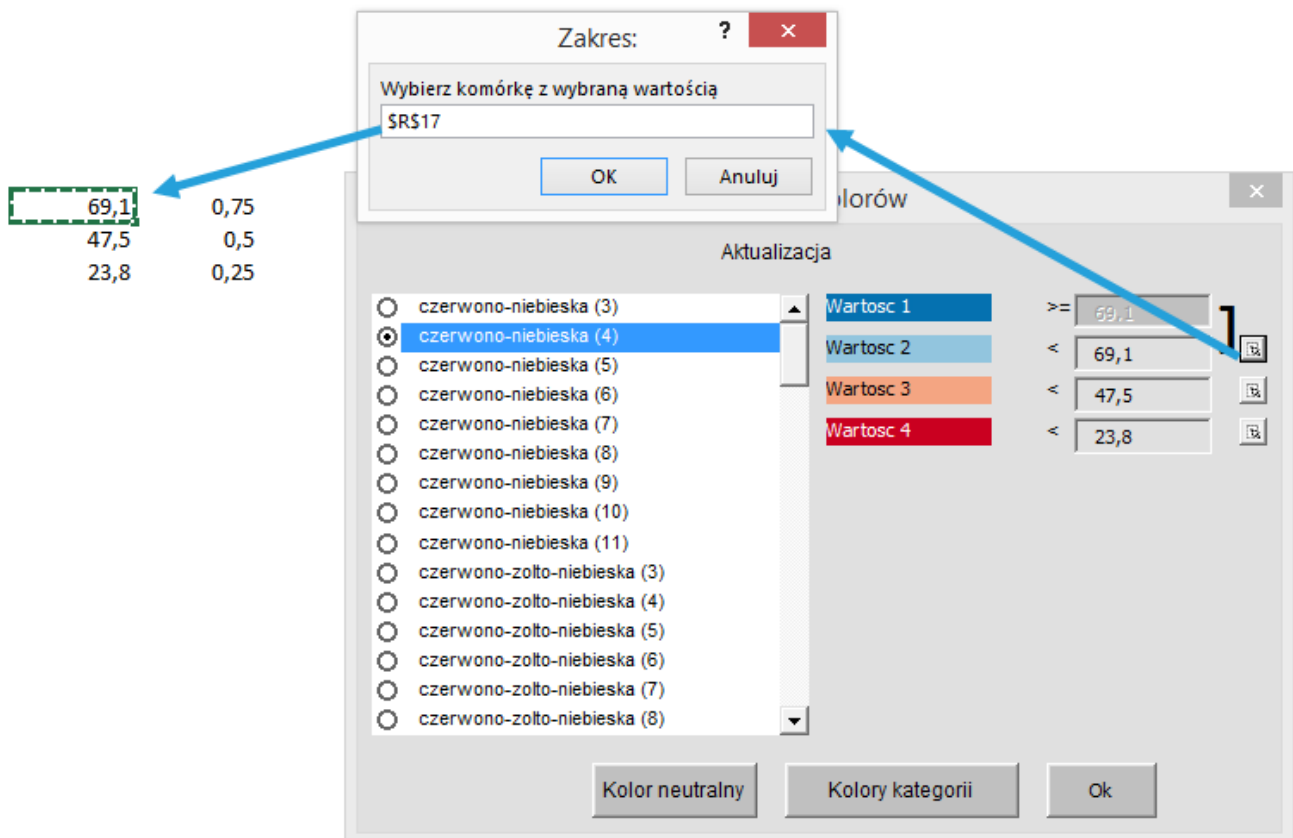 Zakres:
?
Wybierz komórkę z wybraną wartością
$R$17
OK Anuluj
lorów
69,1 0,75
47,5 0,5
23,8 0,25
Aktualizacja
czerwono-niebieska (3)
czerwono-niebieska (4)
czerwono-niebieska (5)
czerwono-niebieska (6)
czerwono-niebieska (7)
czerwono-niebieska (8)
czerwono-niebieska (9)
czerwono-niebieska (10)
czerwono-niebieska (11)
czerwono-zolto-niebieska (3)
czerwono-zolto-niebieska (4)
czerwono-zolto-niebieska (5)
czerwono-zolto-niebieska (6)
czerwono-zolto-niebieska (7)
czerwono-zolto-niebieska (8)
Wartosc 1 >= 69,1
Wartosc 2 < 69,1
Wartosc 3 < 47,5
Wartosc 4 < 23,8
Kolor neutralny Kolory kategorii Ok